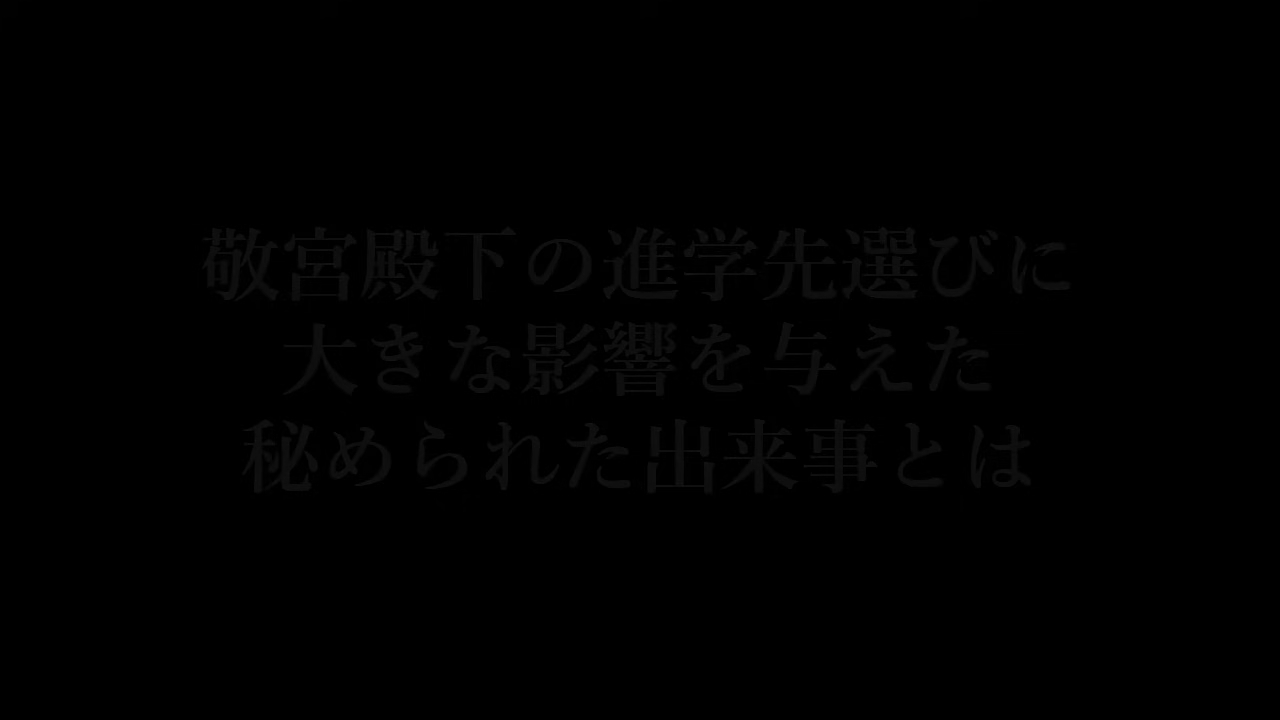 敬宮殿下の進学先選びに
大きな影響を与えた
秘められた出来事とは